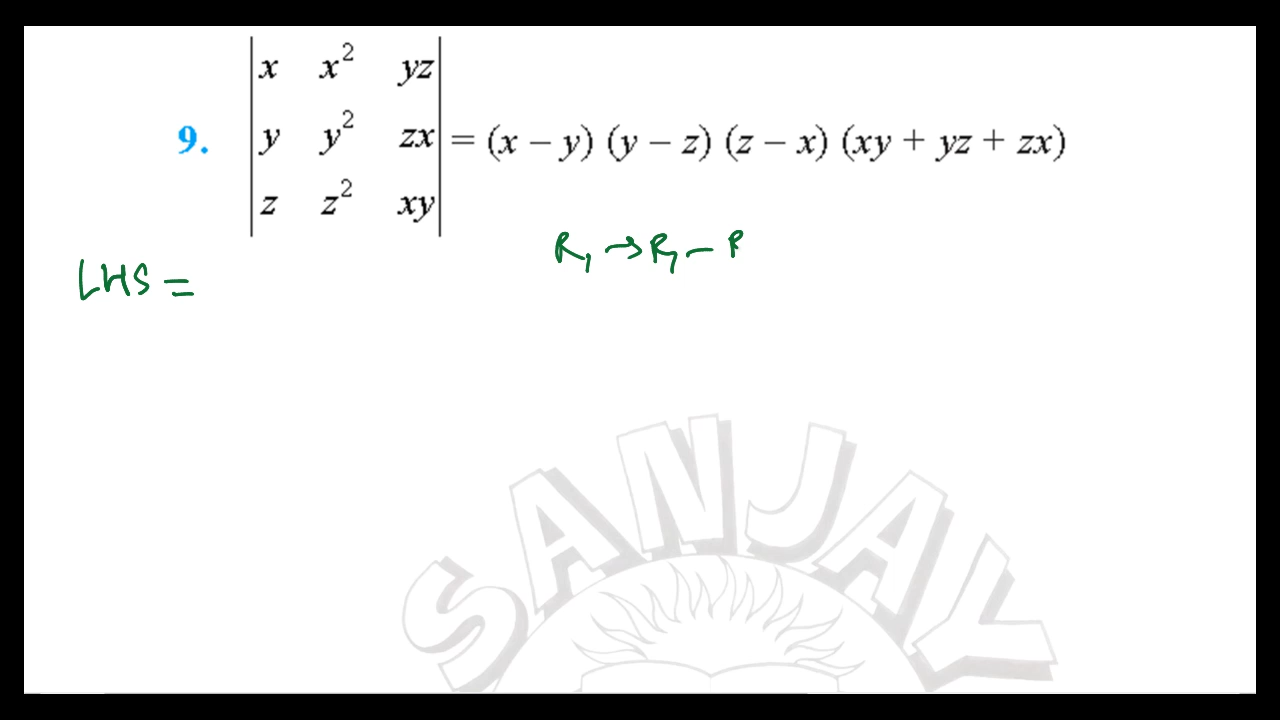 9. | x x² yz |
| y y² zx | = (x – y) (y – z) (z – x) (xy + yz + zx)
| z z² xy |
R₁ → R₁ –
LHS =
SANJAY